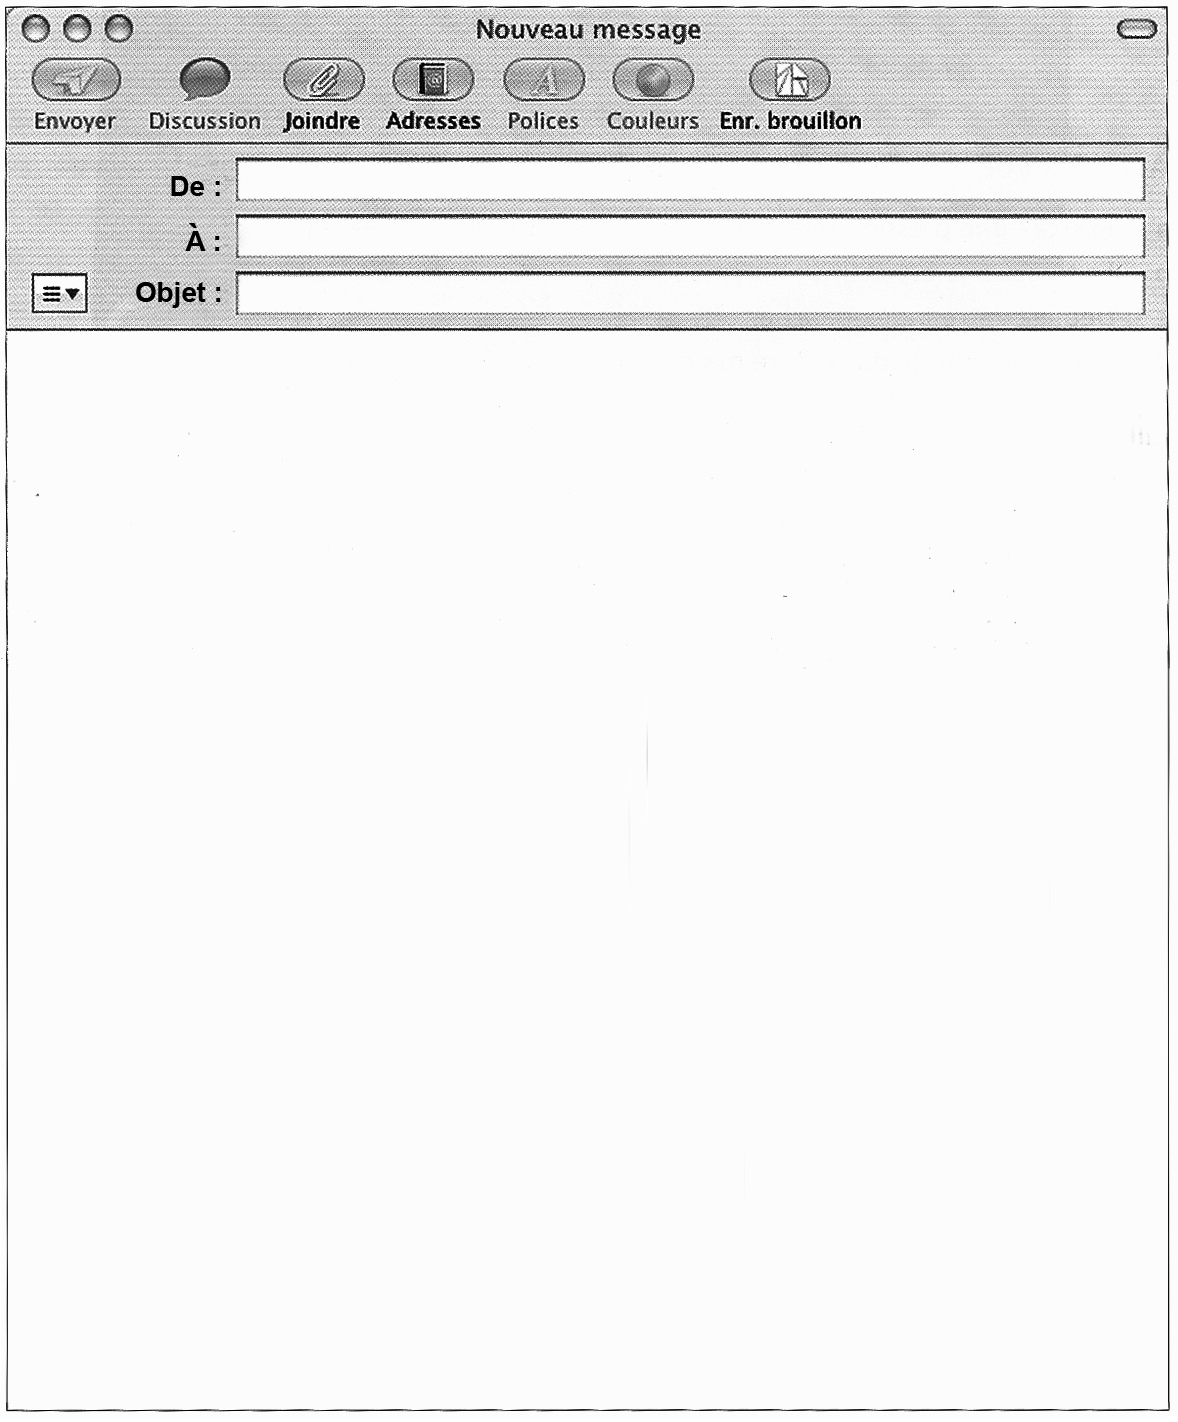 Nouveau message
Envoyer Discussion Joindre Adresses Polices Couleurs Enr. brouillon
De :
À :
Objet :